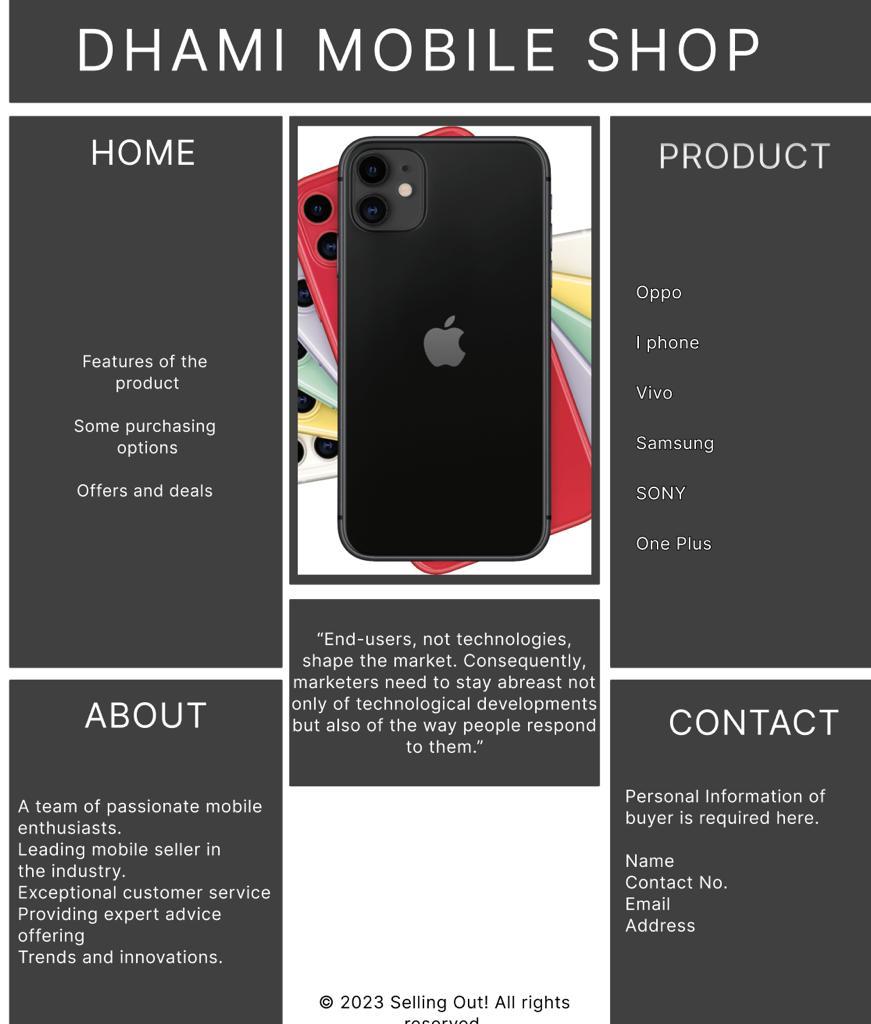 DHAMI MOBILE SHOP
HOME
Features of the
product
Some purchasing
options
Offers and deals
PRODUCT
Oppo
I phone
Vivo
Samsung
SONY
One Plus
“End-users, not technologies,
shape the market. Consequently,
marketers need to stay abreast not
only of technological developments
but also of the way people respond
to them.”
ABOUT
A team of passionate mobile
enthusiasts.
Leading mobile seller in
the industry.
Exceptional customer service
Providing expert advice
offering
Trends and innovations.
CONTACT
Personal Information of
buyer is required here.
Name
Contact No.
Email
Address
© 2023 Selling Out! All rights
reserved